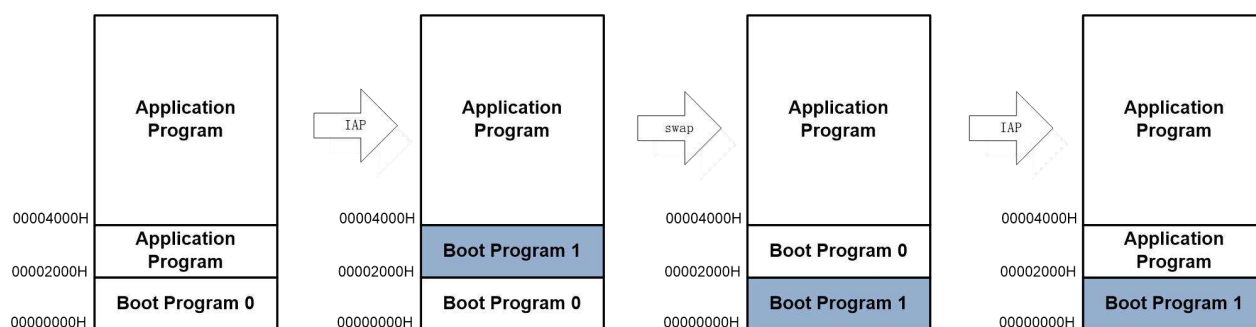 Application
Program
00004000H
Application
Program
00002000H
Boot Program 0
00000000H
IAP
Application
Program
00004000H
Boot Program 1
00002000H
Boot Program 0
00000000H
swap
Application
Program
00004000H
Boot Program 0
00002000H
Boot Program 1
00000000H
IAP
Application
Program
00004000H
Application
Program
00002000H
Boot Program 1
00000000H